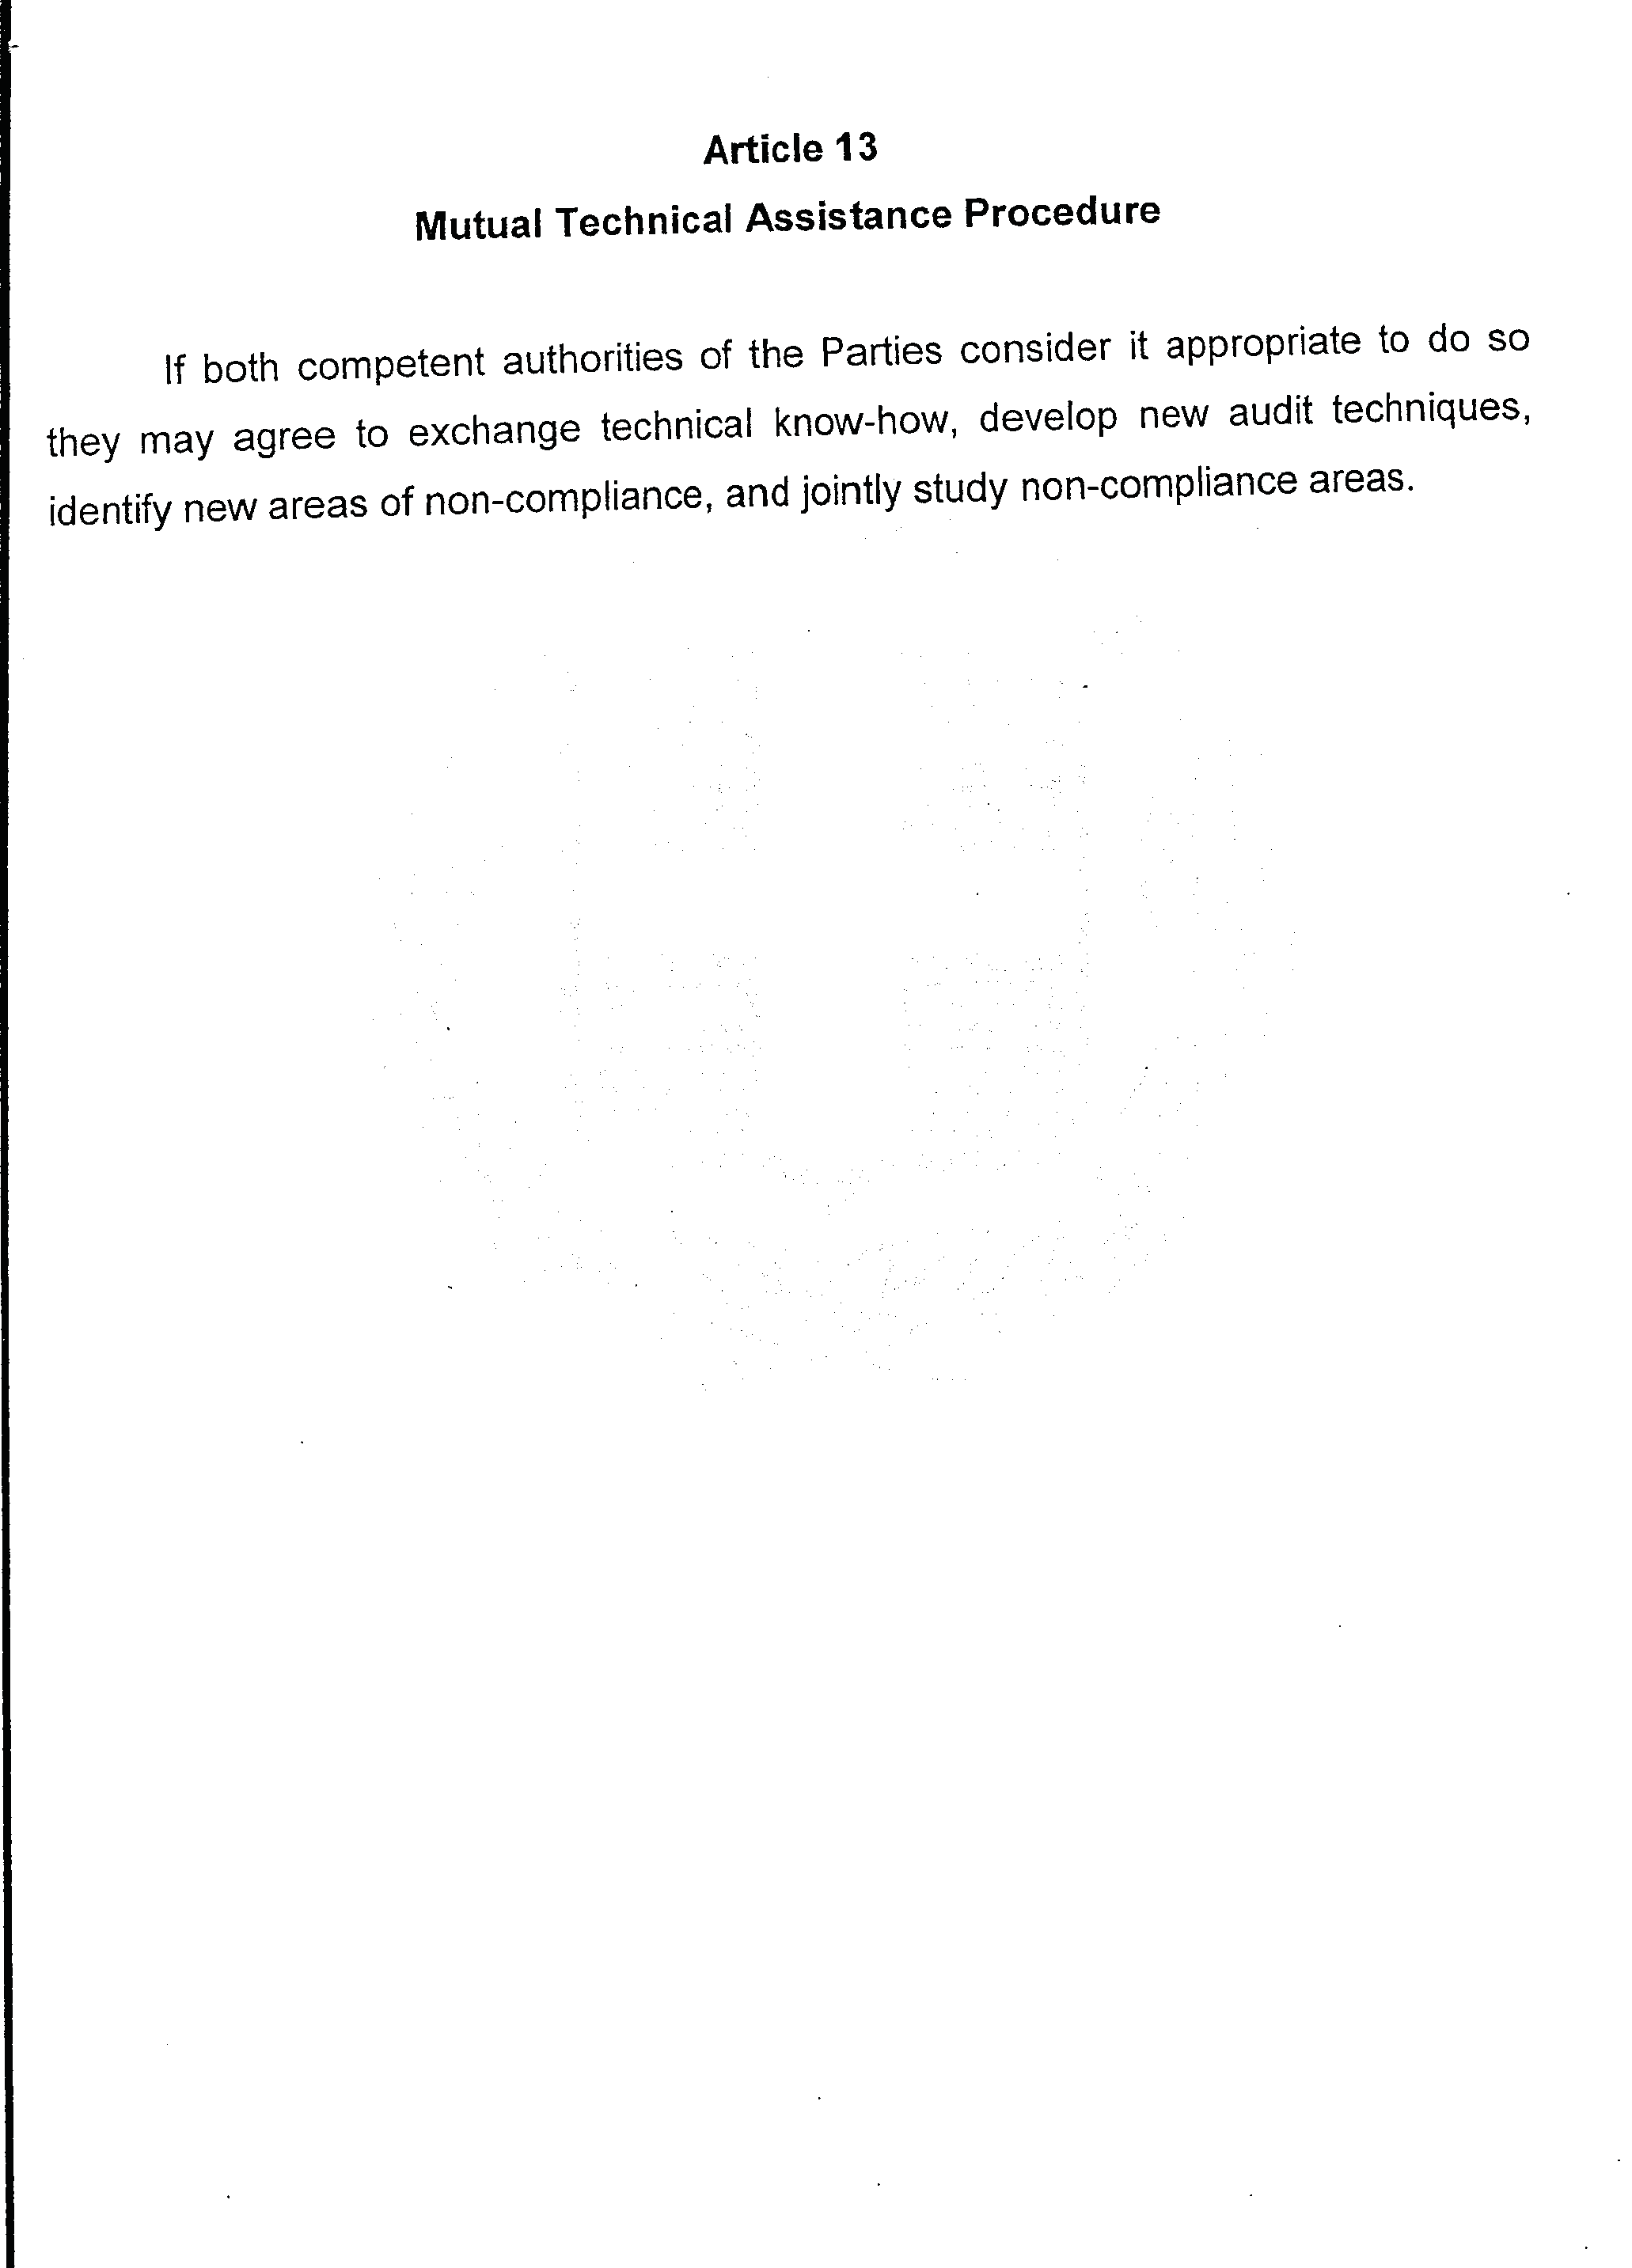 Article 13
Mutual Technical Assistance Procedure
If both competent authorities of the Parties consider it appropriate to do so
they may agree to exchange technical know-how, develop new audit techniques,
identify new areas of non-compliance, and jointly study non-compliance areas.